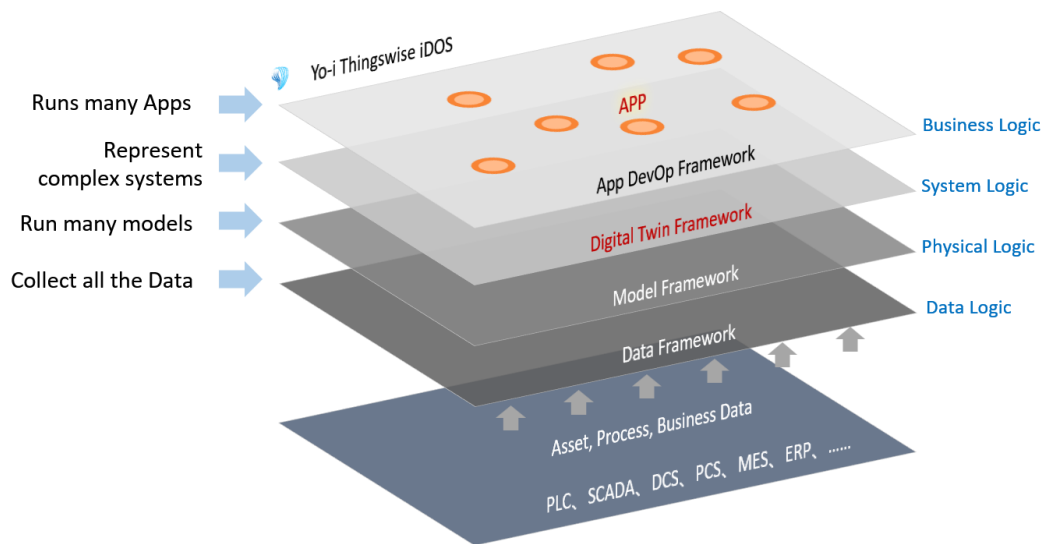 Yo-i Thingswise iDOS
Runs many Apps
APP
Business Logic
Represent
complex systems
App DevOp Framework
System Logic
Run many models
Digital Twin Framework
Physical Logic
Collect all the Data
Model Framework
Data Logic
Data Framework
Asset, Process, Business Data
PLC、SCADA、DCS、PCS、MES、ERP、……